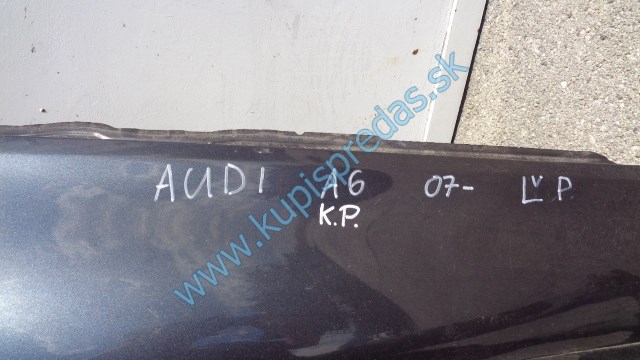 AUDI A6 07- Ľ P.
K.P.
www.kupispredas.sk